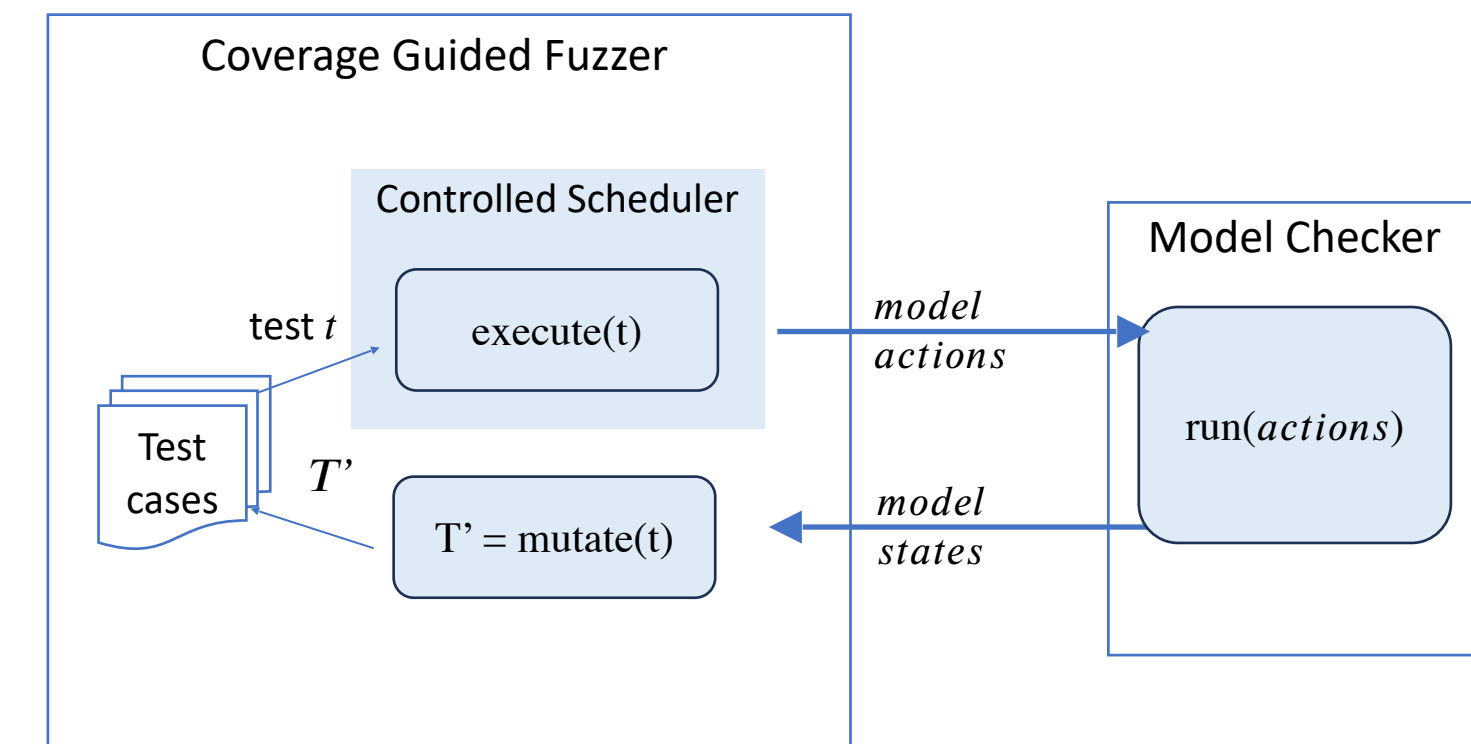 Coverage Guided Fuzzer
Controlled Scheduler
execute(t)
test t
Test
cases
T’
T’ = mutate(t)
model
actions
model
states
Model Checker
run(actions)